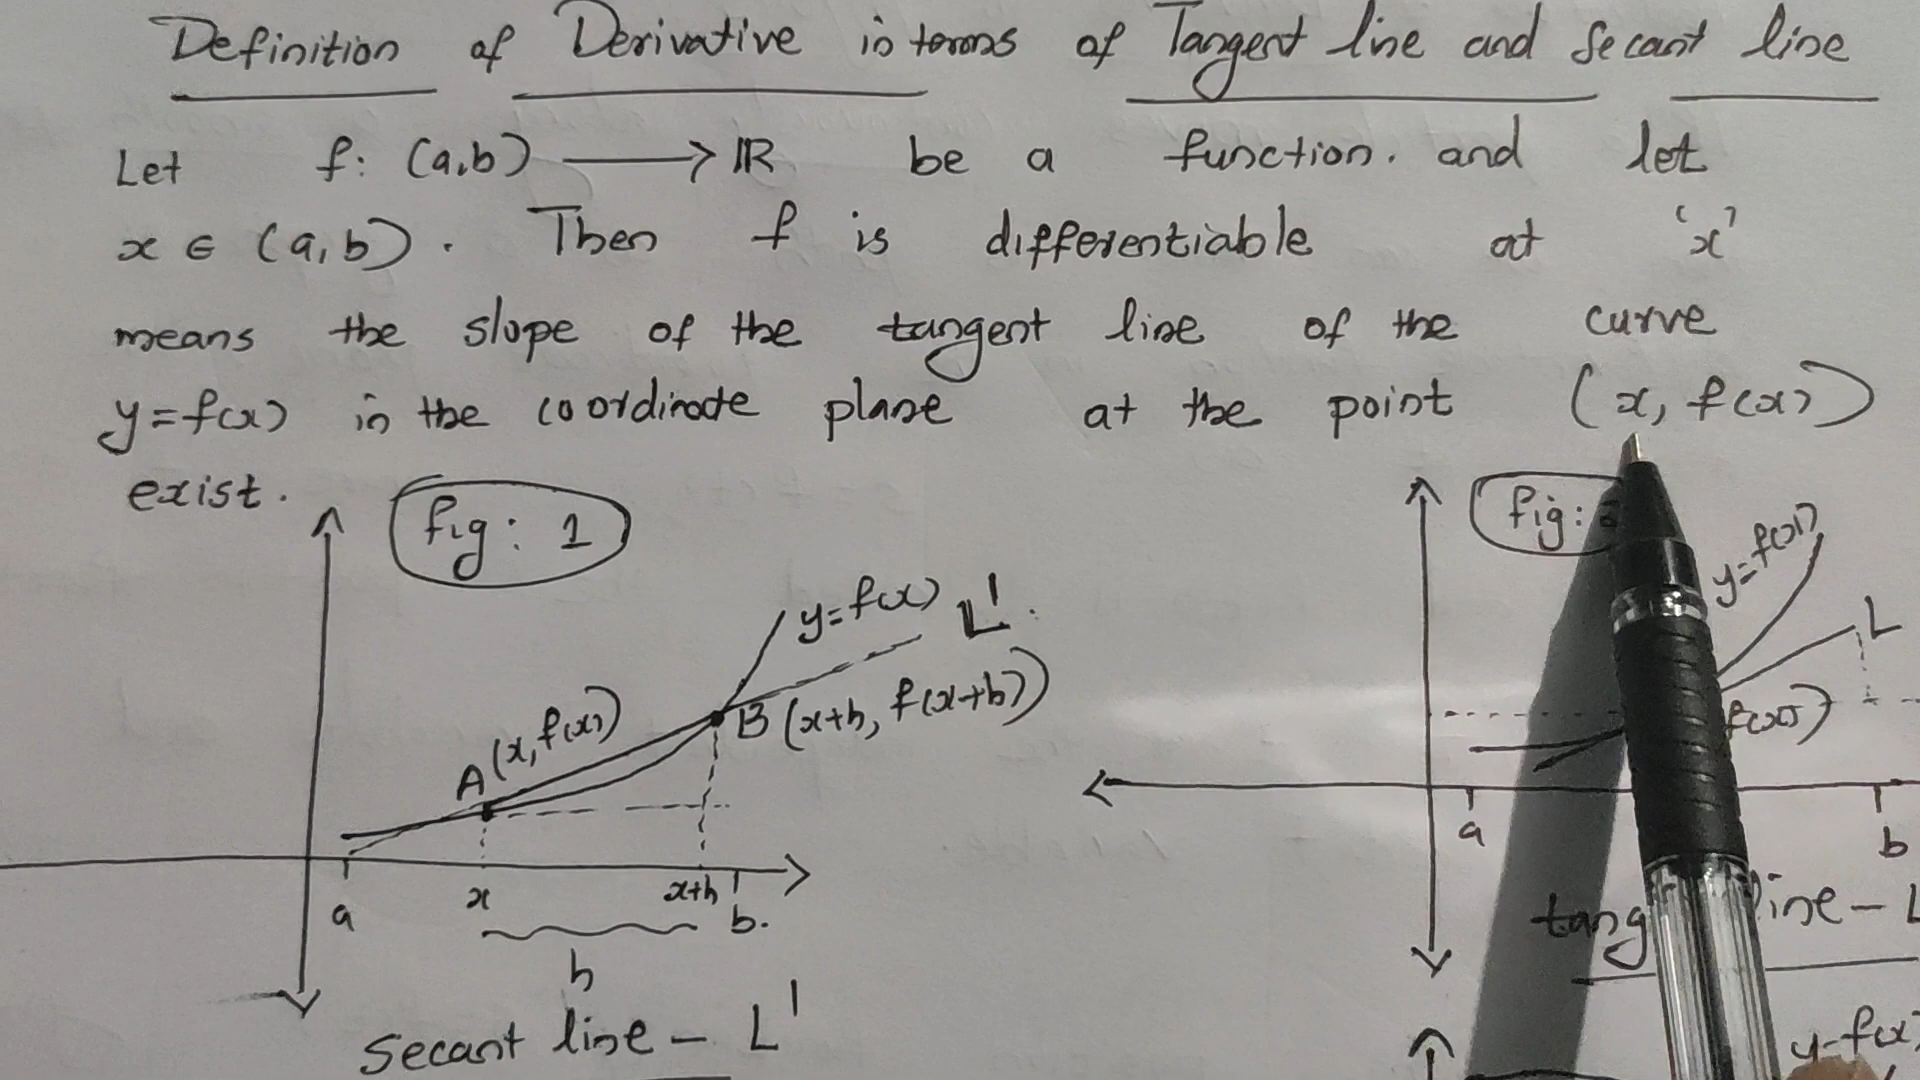 Definition of Derivative in terms of Tangent line and Secant line
Let f: (a,b) ⟶ ℝ be a function. and let
x ∈ (a,b). Then f is differentiable at 'x'
means the slope of the tangent line of the curve
y=f(x) in the coordinate plane at the point (x, f(x))
exist.
fig: 1
y=f(x) L'
A (x, f(x))
B (x+h, f(x+h))
a x x+h b.
h
Secant line - L'
fig:
y=f(x)
L
f(x))
a b
line - L
y=f(x)